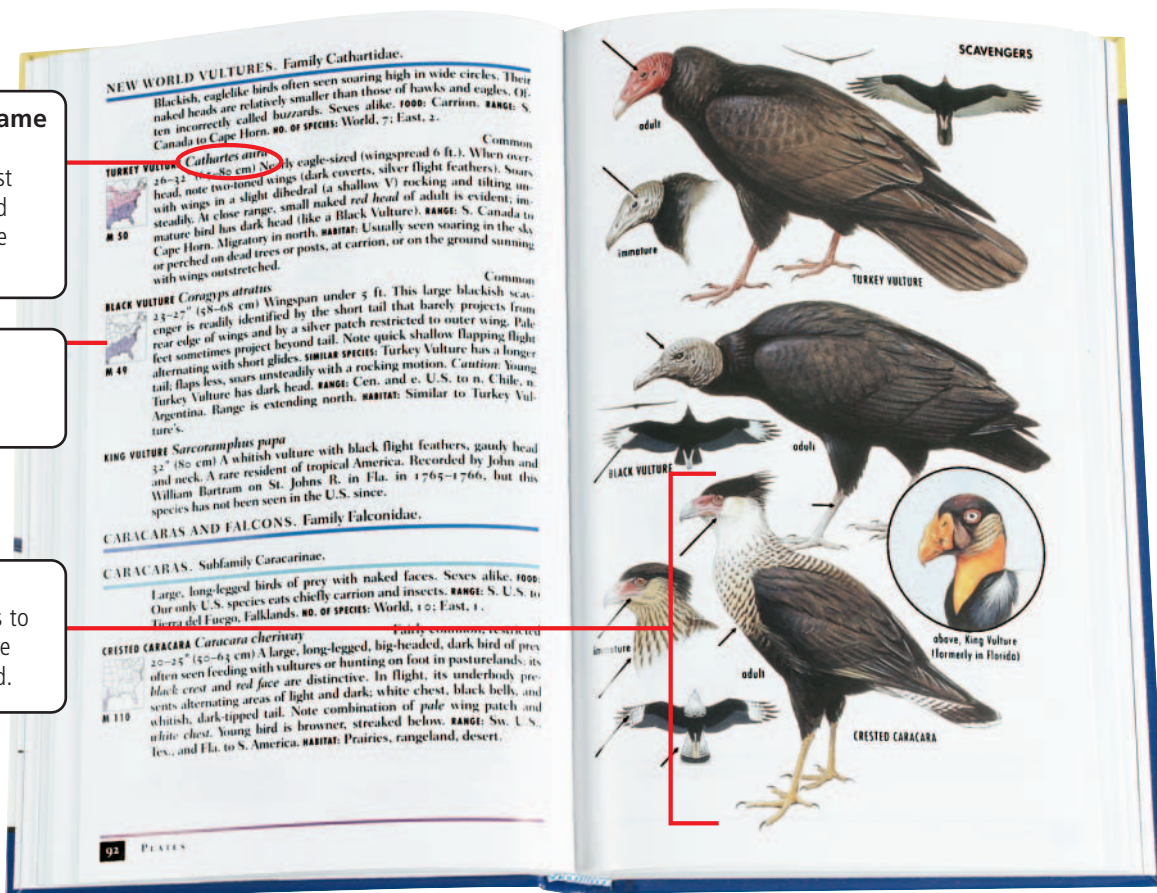 ame
st
d
e
s to
e
d.
NEW WORLD VULTURES. Family Cathartidae.
Blackish, eaglelike birds often seen soaring high in wide circles. Their
naked heads are relatively smaller than those of hawks and eagles. Of-
ten incorrectly called buzzards. Sexes alike. FOOD: Carrion. RANGE: S.
Canada to Cape Horn. NO. OF SPECIES: World, 7; East, 2.
TURKEY VULTURE Cathartes aura Common
26–32" (65–80 cm) Nearly eagle-sized (wingspread 6 ft.). When over-
head, note two-toned wings (dark coverts, silver flight feathers). Soars
with wings in a slight dihedral (a shallow V) rocking and tilting un-
steadily. At close range, small naked red head of adult is evident; im-
mature bird has dark head (like a Black Vulture). RANGE: S. Canada to
Cape Horn. Migratory in north. HABITAT: Usually seen soaring in the sky
or perched on dead trees or posts, at carrion, or on the ground sunning
with wings outstretched.
M 50
BLACK VULTURE Coragyps atratus Common
23–27" (58–68 cm) Wingspan under 5 ft. This large blackish scav-
enger is readily identified by the short tail that barely projects from
rear edge of wings and by a silver patch restricted to outer wing. Pale
feet sometimes project beyond tail. Note quick shallow flapping flight
alternating with short glides. SIMILAR SPECIES: Turkey Vulture has a longer
tail; flaps less, soars unsteadily with a rocking motion. Caution: Young
Turkey Vulture has dark head. RANGE: Cen. and e. U.S. to n. Chile, n.
Argentina. Range is extending north. HABITAT: Similar to Turkey Vul-
ture's.
M 49
KING VULTURE Sarcoramphus papa
32" (80 cm) A whitish vulture with black flight feathers, gaudy head
and neck. A rare resident of tropical America. Recorded by John and
William Bartram on St. Johns R. in Fla. in 1765–1766, but this
species has not been seen in the U.S. since.
CARACARAS AND FALCONS. Family Falconidae.
CARACARAS. Subfamily Caracarinae.
Large, long-legged birds of prey with naked faces. Sexes alike. FOOD:
Our only U.S. species eats chiefly carrion and insects. RANGE: S. U.S. to
Tierra del Fuego, Falklands. NO. OF SPECIES: World, 10; East, 1.
CRESTED CARACARA Caracara cheriway Fairly common, restricted
20–25" (50–63 cm) A large, long-legged, big-headed, dark bird of prey
often seen feeding with vultures or hunting on foot in pasturelands; its
black crest and red face are distinctive. In flight, its underbody pre-
sents alternating areas of light and dark; white chest, black belly, and
whitish, dark-tipped tail. Note combination of pale wing patch and
white chest. Young bird is browner, streaked below. RANGE: Sw. U.S.,
Tex., and Fla. to S. America. HABITAT: Prairies, rangeland, desert.
M 110
92 PLATES
SCAVENGERS
adult
immature
TURKEY VULTURE
adult
BLACK VULTURE
immature
adult
above, King Vulture
(formerly in Florida)
CRESTED CARACARA